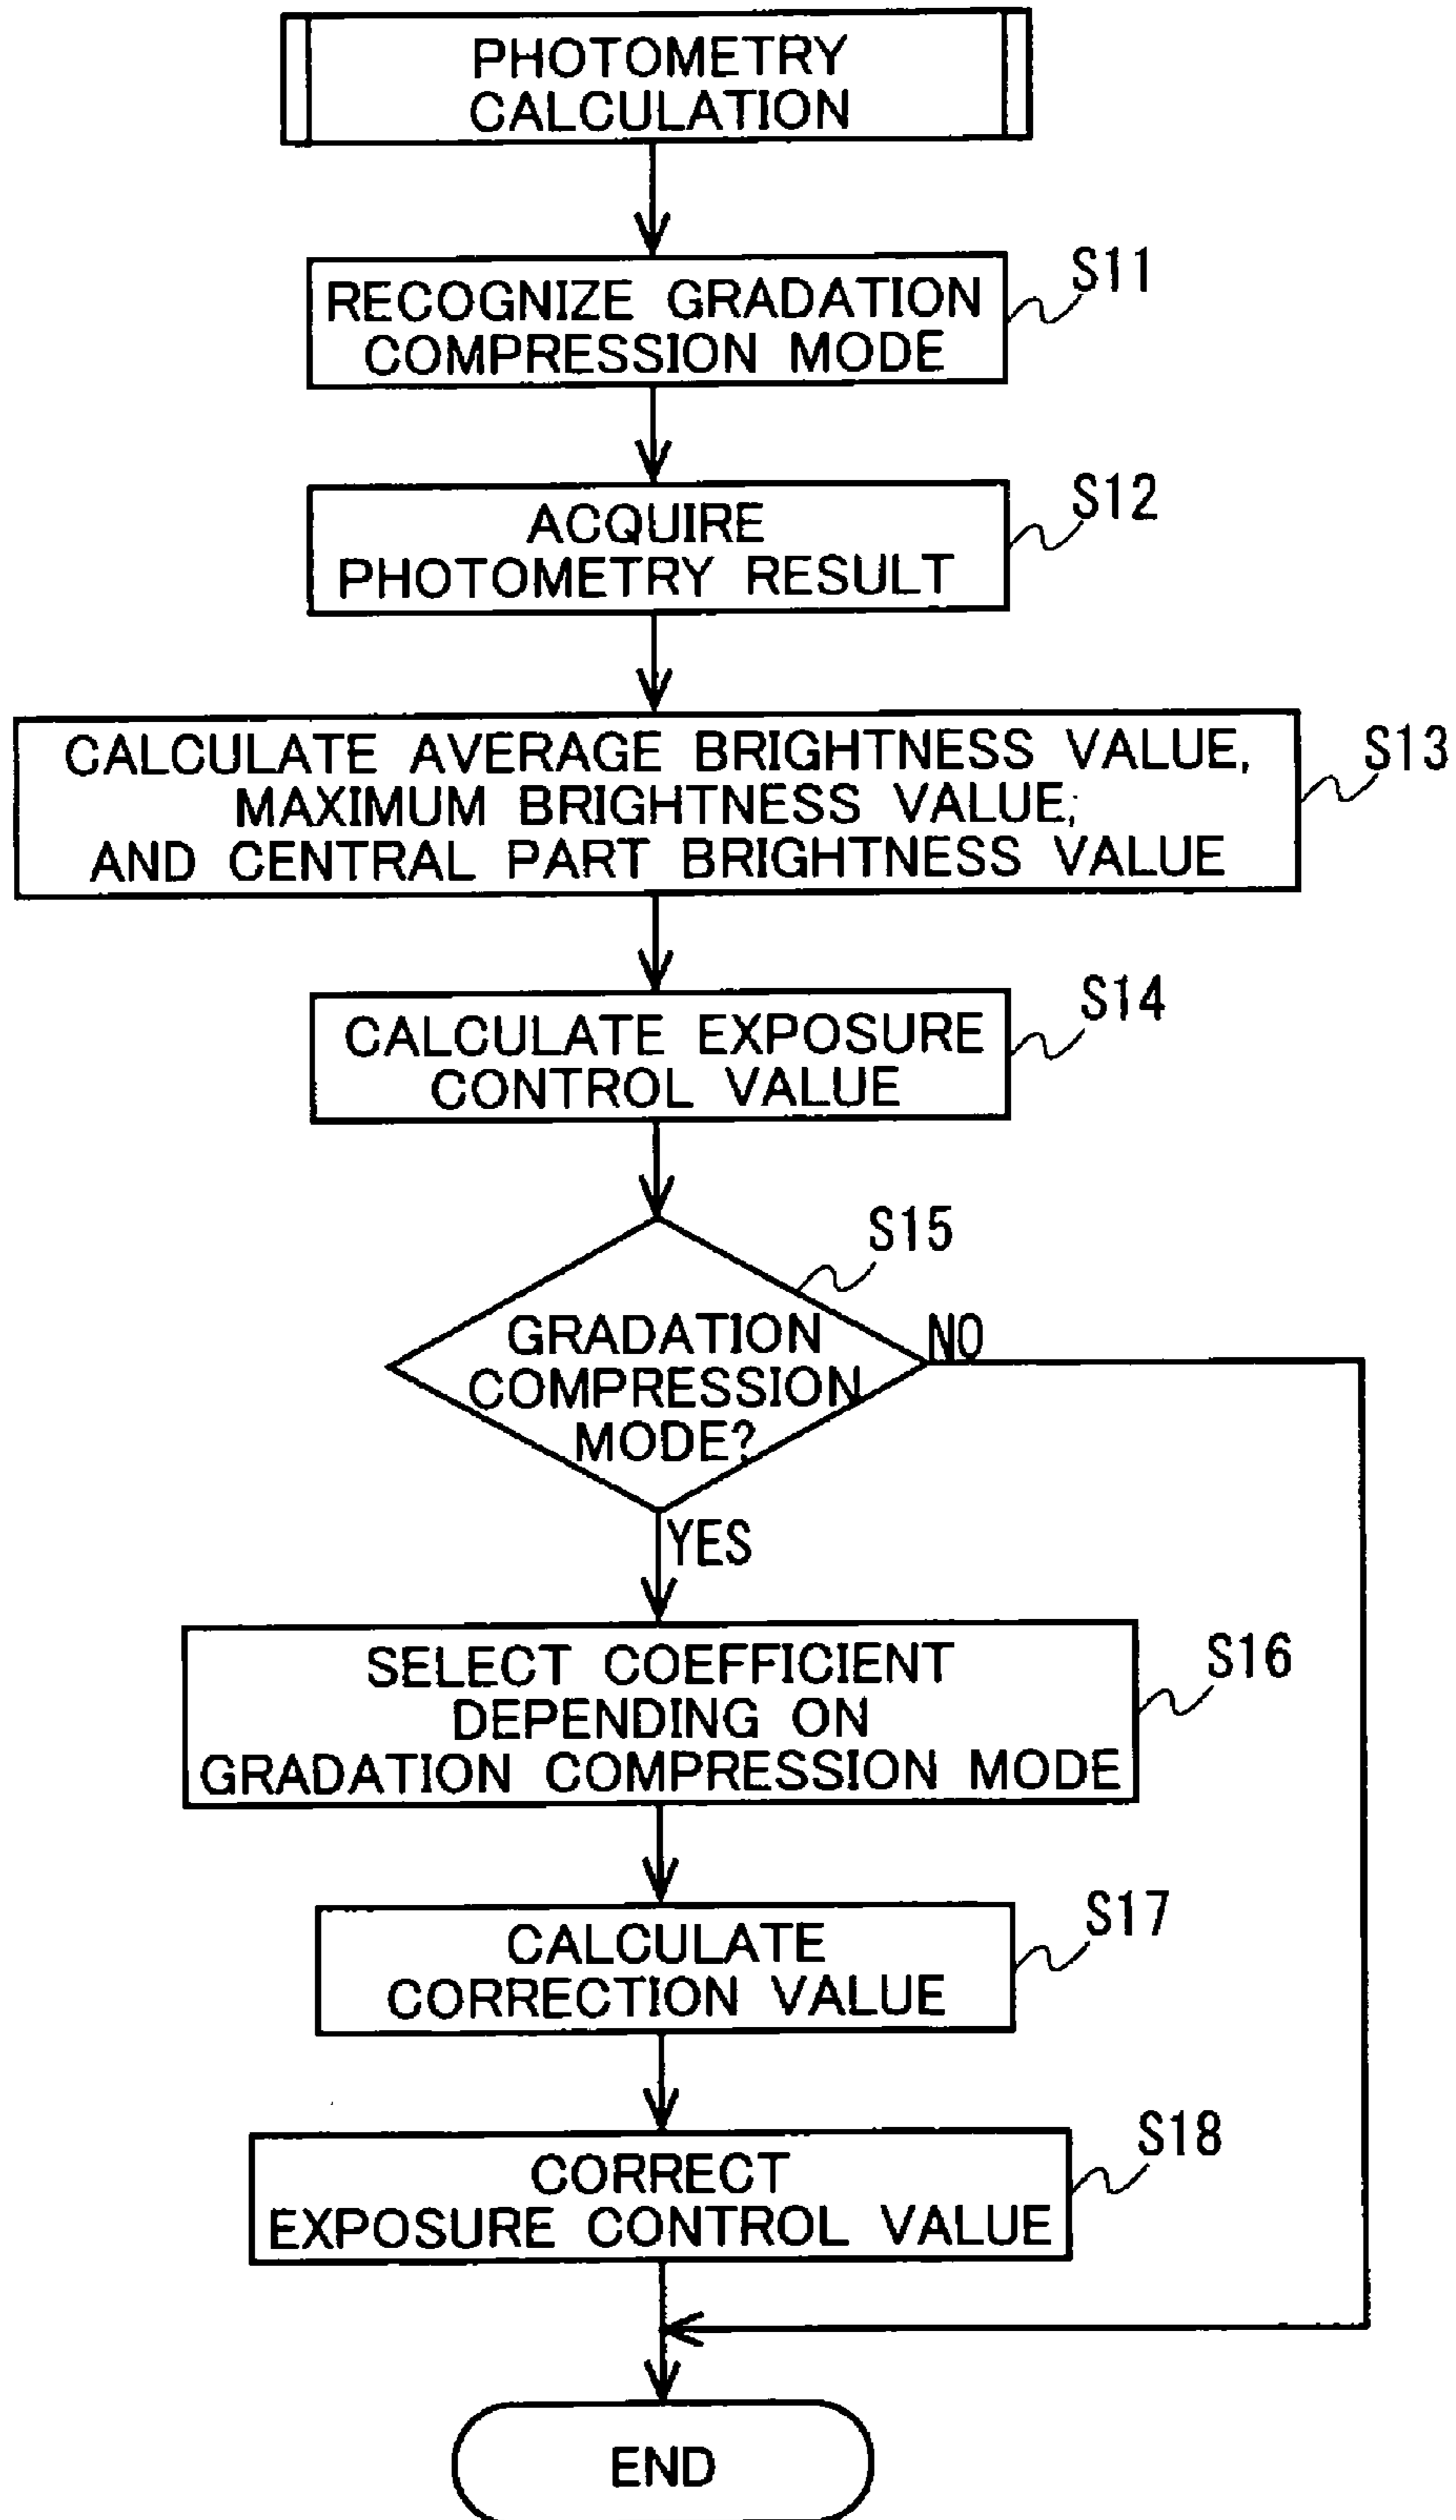 PHOTOMETRY
CALCULATION
RECOGNIZE GRADATION
COMPRESSION MODE
S11
ACQUIRE
PHOTOMETRY RESULT
S12
CALCULATE AVERAGE BRIGHTNESS VALUE,
MAXIMUM BRIGHTNESS VALUE,
AND CENTRAL PART BRIGHTNESS VALUE
S13
CALCULATE EXPOSURE
CONTROL VALUE
S14
S15
GRADATION
COMPRESSION
MODE?
NO
YES
SELECT COEFFICIENT
DEPENDING ON
GRADATION COMPRESSION MODE
S16
CALCULATE
CORRECTION VALUE
S17
CORRECT
EXPOSURE CONTROL VALUE
S18
END